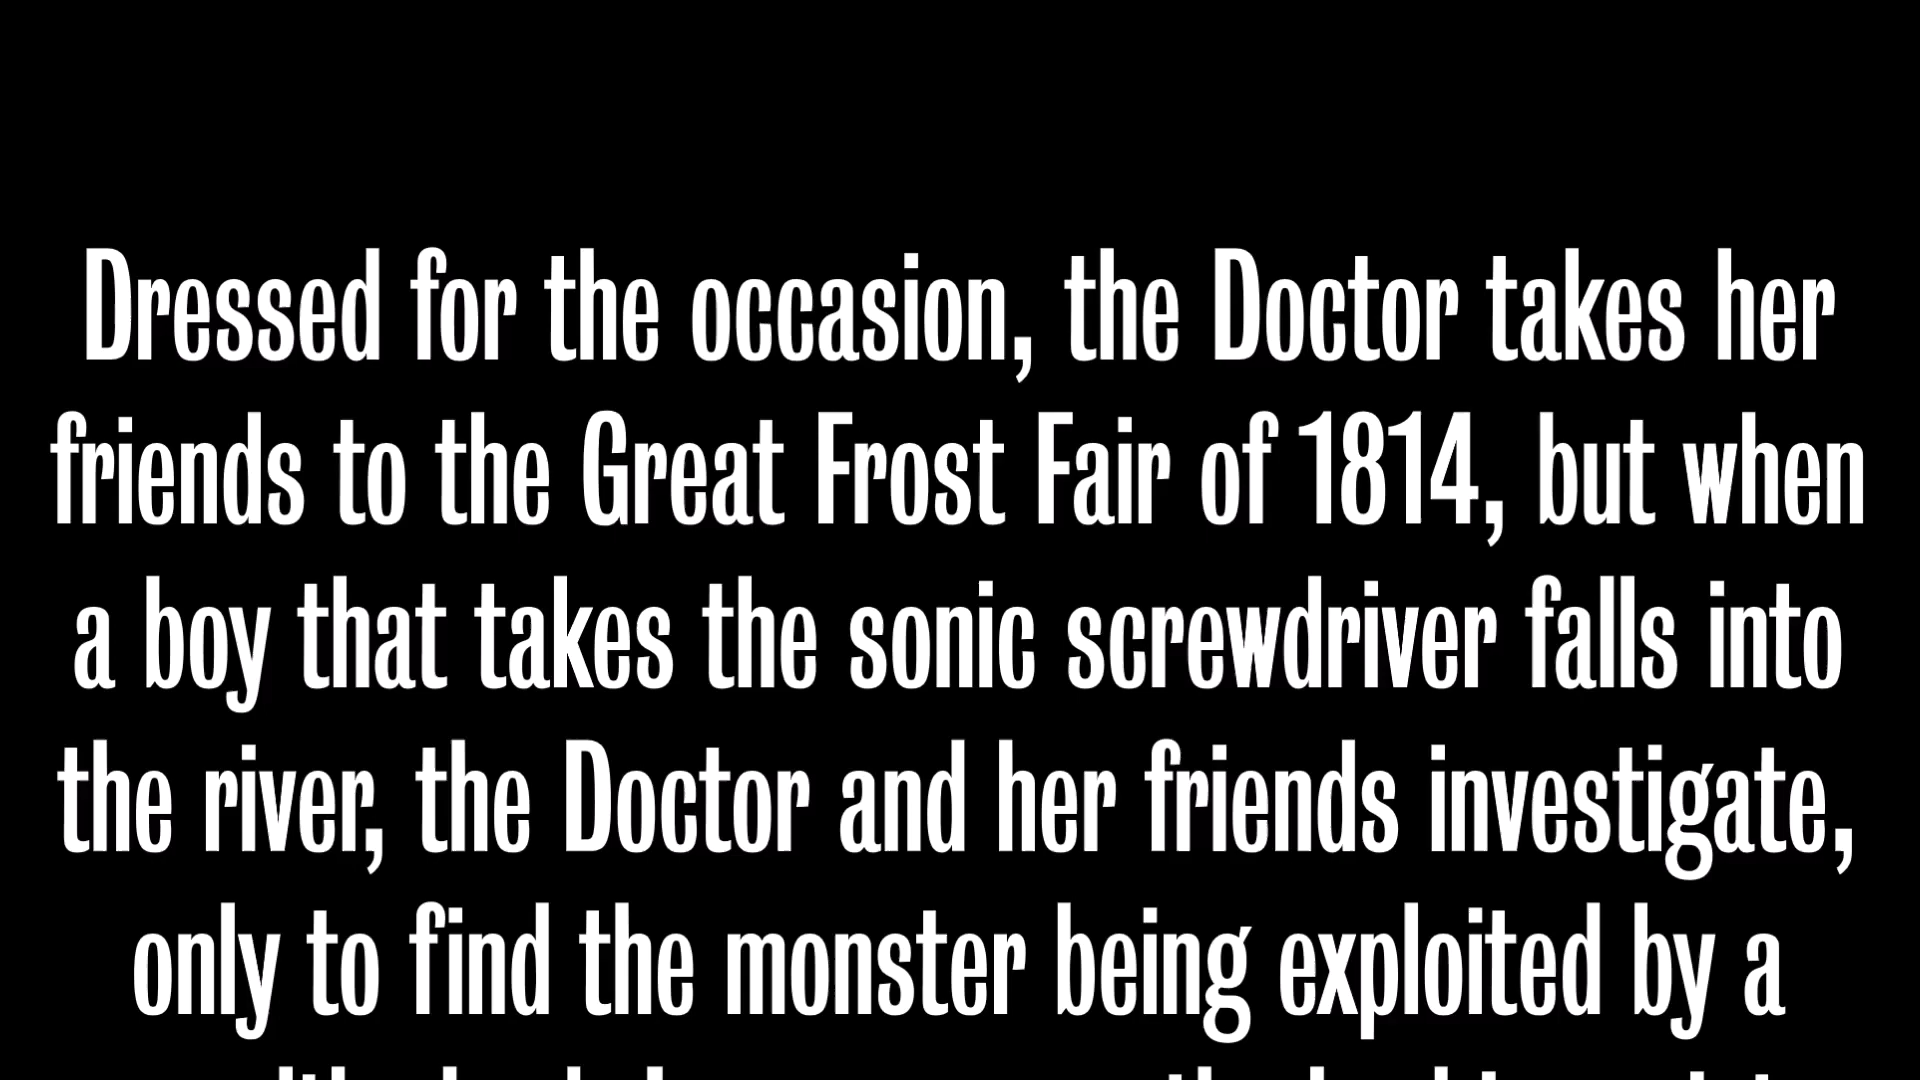 Dressed for the occasion, the Doctor takes her
friends to the Great Frost Fair of 1814, but when
a boy that takes the sonic screwdriver falls into
the river, the Doctor and her friends investigate,
only to find the monster being exploited by a